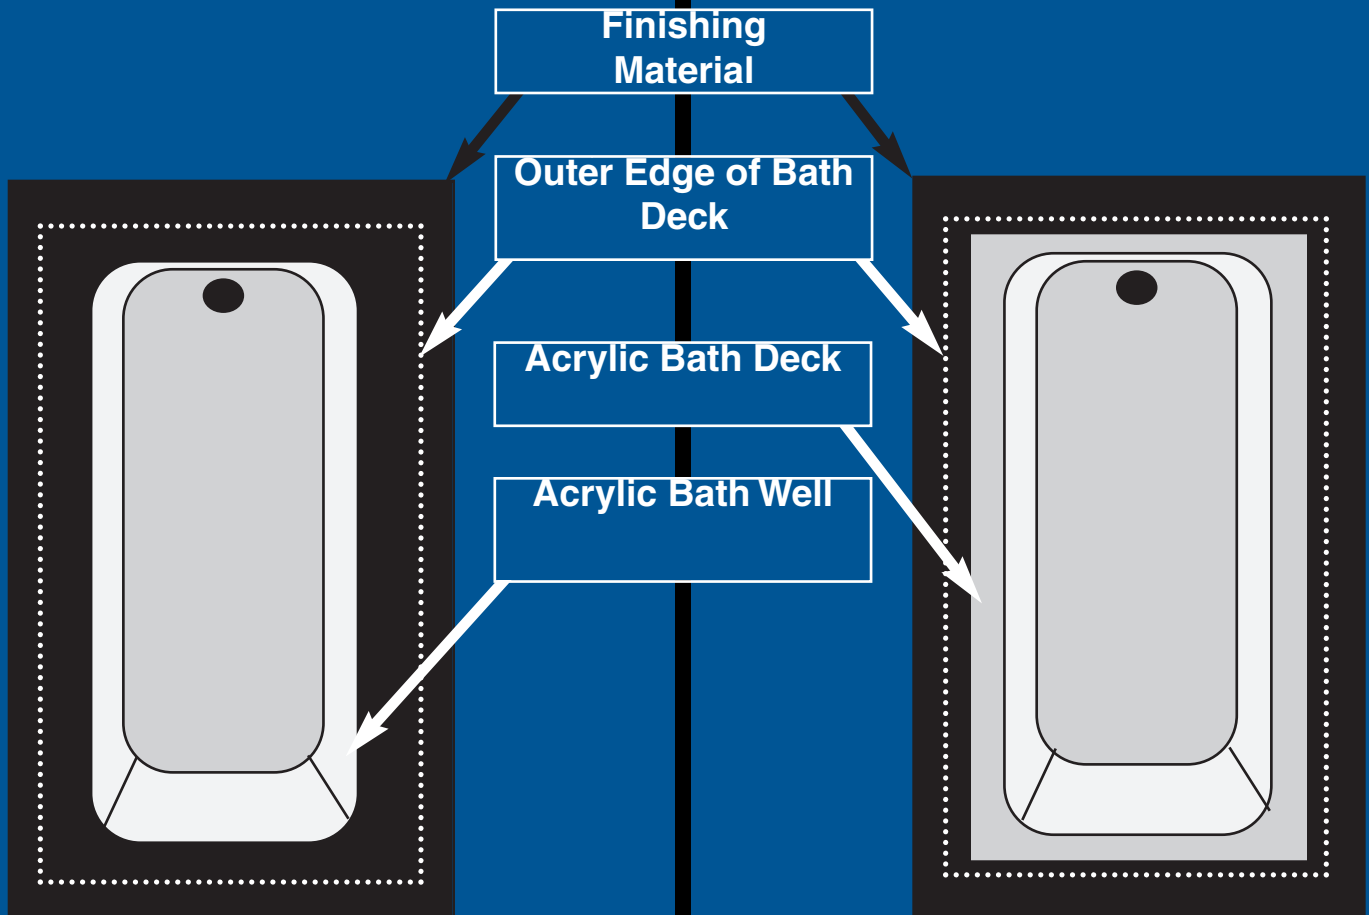 Finishing
Material
Outer Edge of Bath
Deck
Acrylic Bath Deck
Acrylic Bath Well